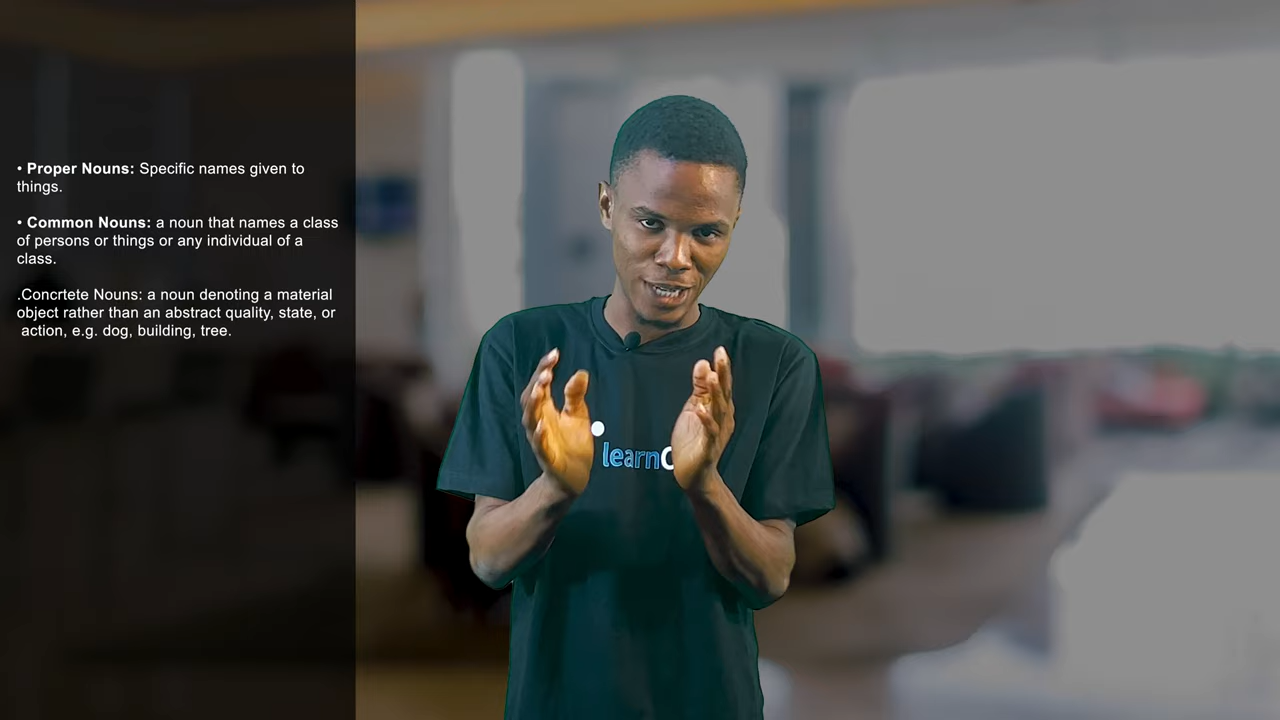 • Proper Nouns: Specific names given to
things.
• Common Nouns: a noun that names a class
of persons or things or any individual of a
class.
.Concrtete Nouns: a noun denoting a material
object rather than an abstract quality, state, or
action, e.g. dog, building, tree.
learn